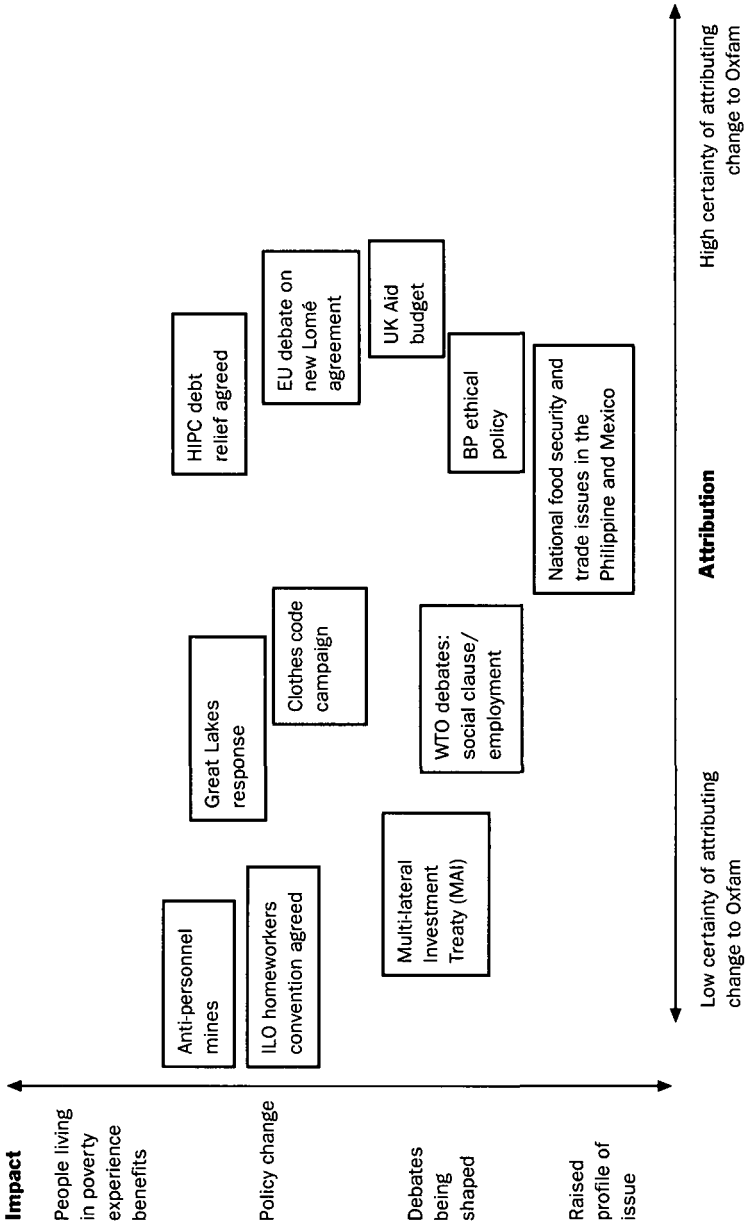 Impact
People living
in poverty
experience
benefits
Policy change
Debates
being
shaped
Raised
profile of
issue
Anti-personnel
mines
ILO homeworkers
convention agreed
Great Lakes
response
Clothes code
campaign
Multi-lateral
Investment
Treaty (MAI)
WTO debates:
social clause/
employment
HIPC debt
relief agreed
EU debate on
new Lomé
agreement
UK Aid
budget
BP ethical
policy
National food security and
trade issues in the
Philippine and Mexico
Low certainty of attributing
change to Oxfam
Attribution
High certainty of attributing
change to Oxfam